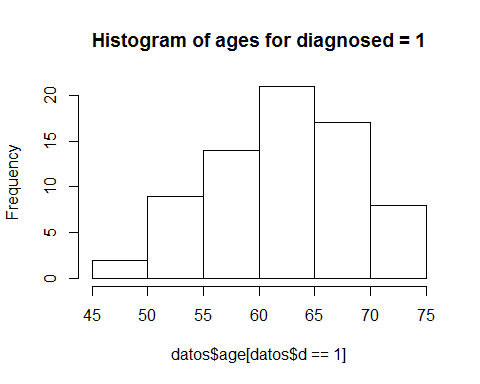 Histogram of ages for diagnosed = 1
Frequency
20
15
10
5
0
45 50 55 60 65 70 75
datos$age[datos$d == 1]